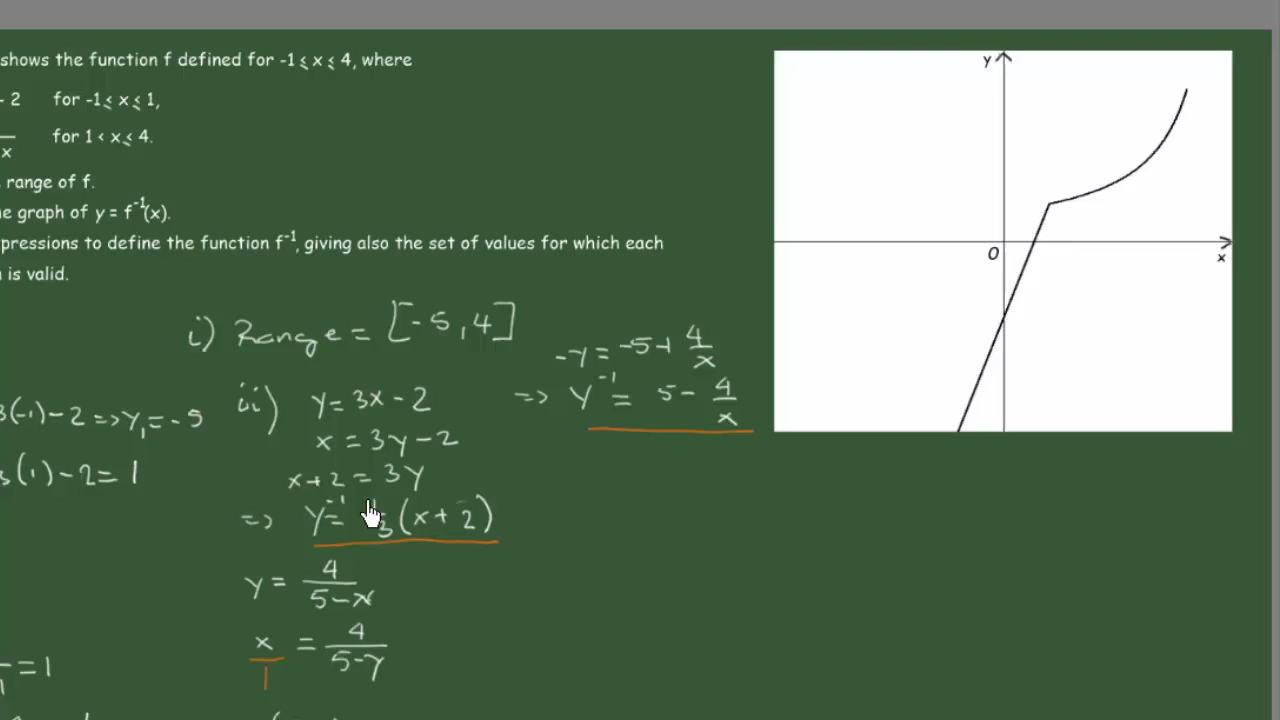 shows the function f defined for -1 ≤ x ≤ 4, where
- 2 for -1 ≤ x ≤ 1,
x for 1 < x ≤ 4.
range of f.
e graph of y = f⁻¹(x).
pressions to define the function f⁻¹, giving also the set of values for which each
is valid.
y
O
x
i) Range = [-5, 4]
-y = -5 + 4/x
=> y⁻¹ = 5 - 4/x
3(-1) - 2 => y₁ = -5
3(1) - 2 = 1
iii) y = 3x - 2
x = 3y - 2
x + 2 = 3y
=> y⁻¹ = 3(x + 2)
y = 4/(5-x)
x/1 = 4/(5-y)
= 1